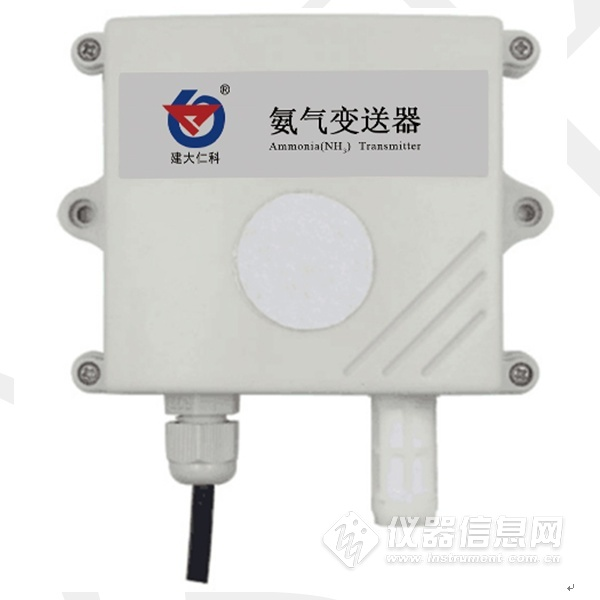 ®
建大仁科
氨气变送器
Ammonia(NH₃) Transmitter
仪器信息网
www.instrument.com.cn